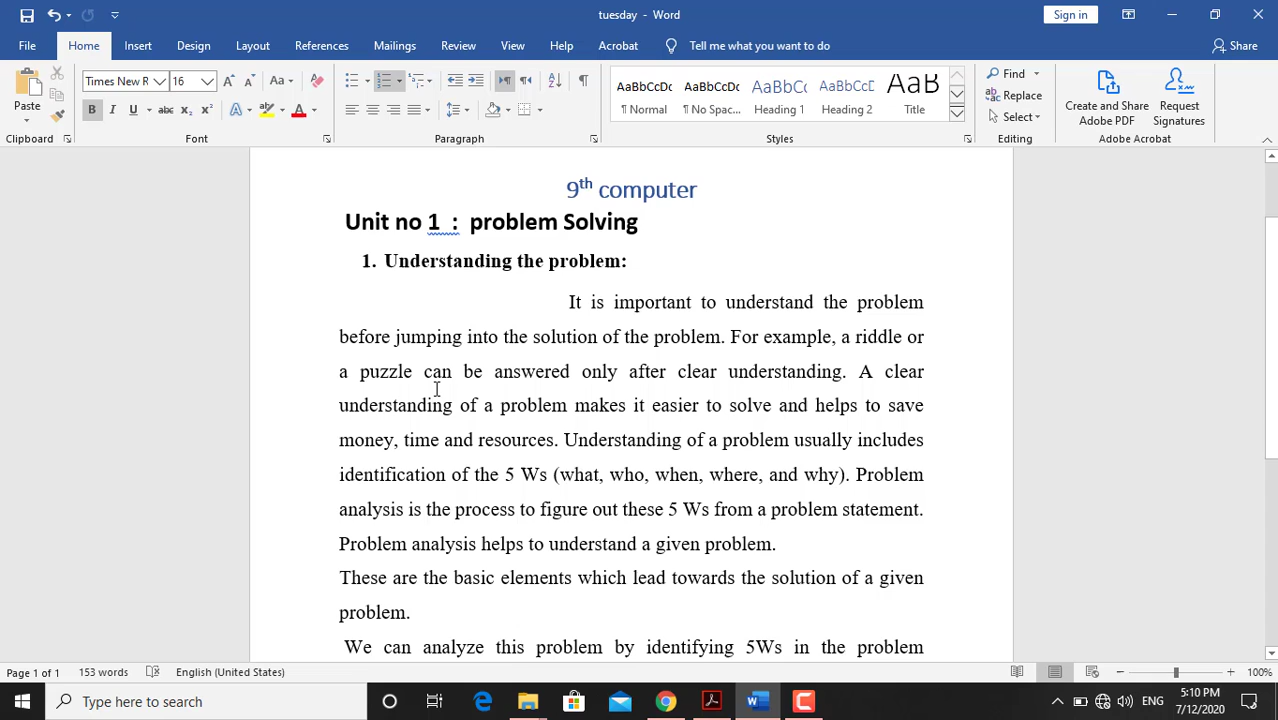 tuesday - Word
Sign in
File Home Insert Design Layout References Mailings Review View Help Acrobat Tell me what you want to do Share
Paste
Times New R 16
Aa
AaBbCcDc AaBbCcDc AaBbCc AaBbCcD AaB
¶ Normal ¶ No Spac... Heading 1 Heading 2 Title
Find
Replace
Select
Create and Share Adobe PDF
Request Signatures
Clipboard Font Paragraph Styles Editing Adobe Acrobat
9th computer
Unit no 1 : problem Solving
1. Understanding the problem:
It is important to understand the problem
before jumping into the solution of the problem. For example, a riddle or
a puzzle can be answered only after clear understanding. A clear
understanding of a problem makes it easier to solve and helps to save
money, time and resources. Understanding of a problem usually includes
identification of the 5 Ws (what, who, when, where, and why). Problem
analysis is the process to figure out these 5 Ws from a problem statement.
Problem analysis helps to understand a given problem.
These are the basic elements which lead towards the solution of a given
problem.
We can analyze this problem by identifying 5Ws in the problem
Page 1 of 1 153 words English (United States) 100%
Type here to search
ENG
5:10 PM
7/12/2020